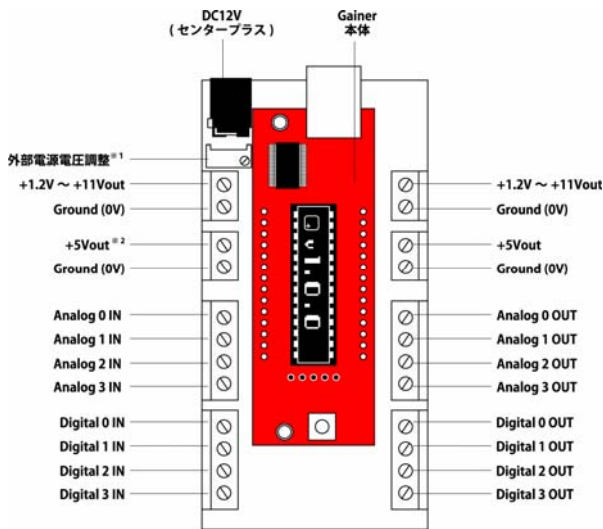 DC12V
( センタープラス )
Gainer
本体
外部電源電圧調整※1
+1.2V ～ +11Vout
Ground (0V)
+5Vout ※2
Ground (0V)
Analog 0 IN
Analog 1 IN
Analog 2 IN
Analog 3 IN
Digital 0 IN
Digital 1 IN
Digital 2 IN
Digital 3 IN
v1.0.0
+1.2V ～ +11Vout
Ground (0V)
+5Vout
Ground (0V)
Analog 0 OUT
Analog 1 OUT
Analog 2 OUT
Analog 3 OUT
Digital 0 OUT
Digital 1 OUT
Digital 2 OUT
Digital 3 OUT